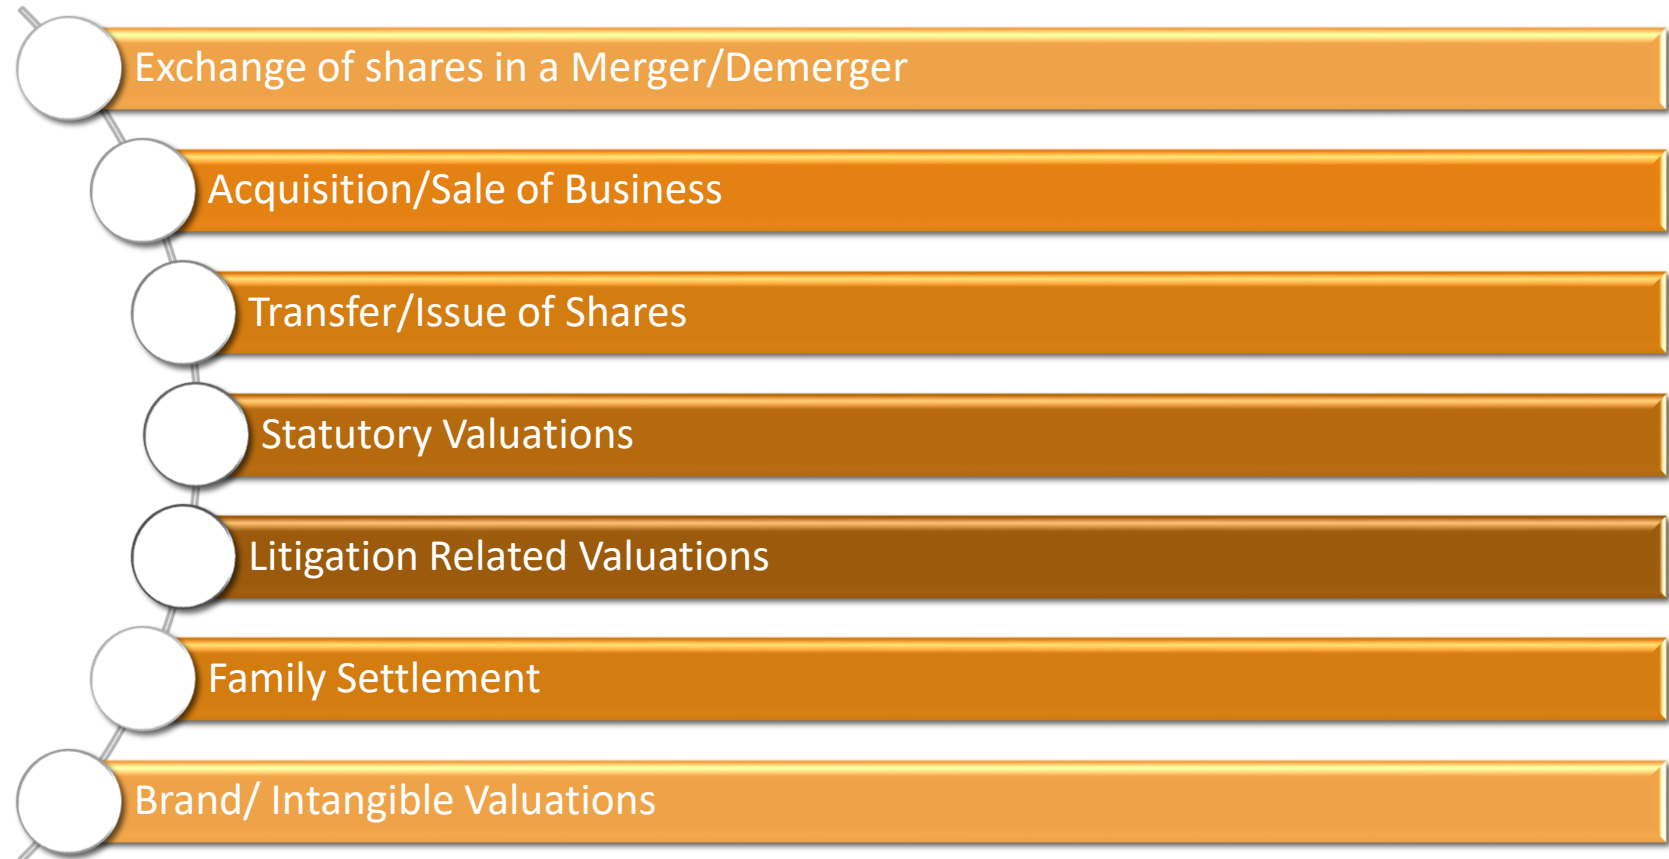 Exchange of shares in a Merger/Demerger
Acquisition/Sale of Business
Transfer/Issue of Shares
Statutory Valuations
Litigation Related Valuations
Family Settlement
Brand/ Intangible Valuations